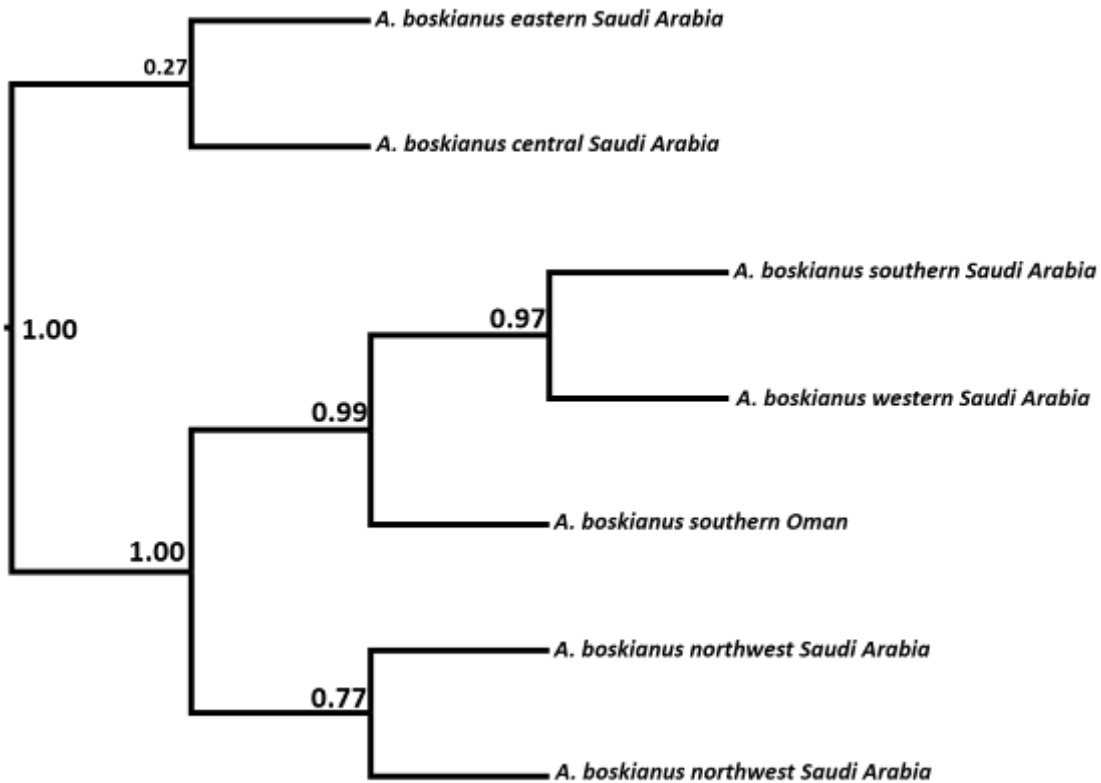 A. boskianus eastern Saudi Arabia
0.27
A. boskianus central Saudi Arabia
A. boskianus southern Saudi Arabia
0.97
1.00
A. boskianus western Saudi Arabia
0.99
A. boskianus southern Oman
1.00
A. boskianus northwest Saudi Arabia
0.77
A. boskianus northwest Saudi Arabia